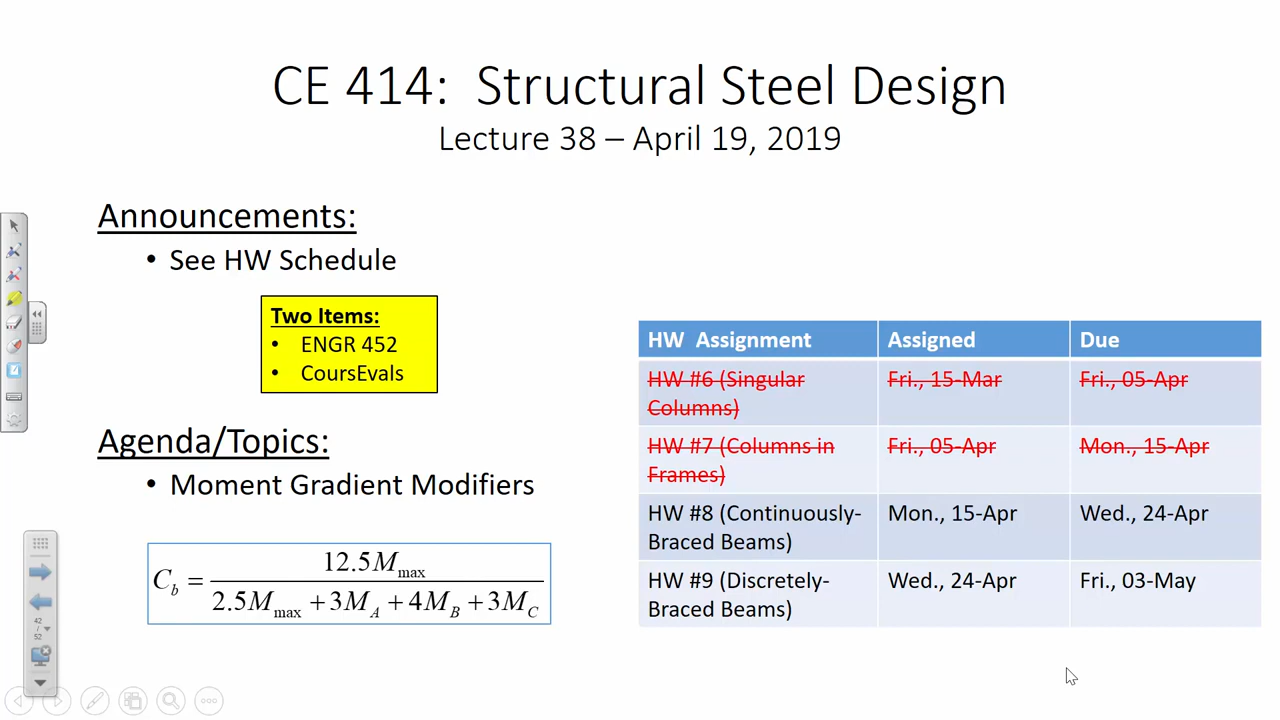 CE 414: Structural Steel Design
Lecture 38 – April 19, 2019
Announcements:
• See HW Schedule
Two Items:
• ENGR 452
• CoursEvals
Agenda/Topics:
• Moment Gradient Modifiers
C_b = 12.5M_max / (2.5M_max + 3M_A + 4M_B + 3M_C)
HW Assignment Assigned Due
HW #6 (Singular Fri., 15-Mar Fri., 05-Apr
Columns)
HW #7 (Columns in Fri., 05-Apr Mon., 15-Apr
Frames)
HW #8 (Continuously- Mon., 15-Apr Wed., 24-Apr
Braced Beams)
HW #9 (Discretely- Wed., 24-Apr Fri., 03-May
Braced Beams)
42
/
52